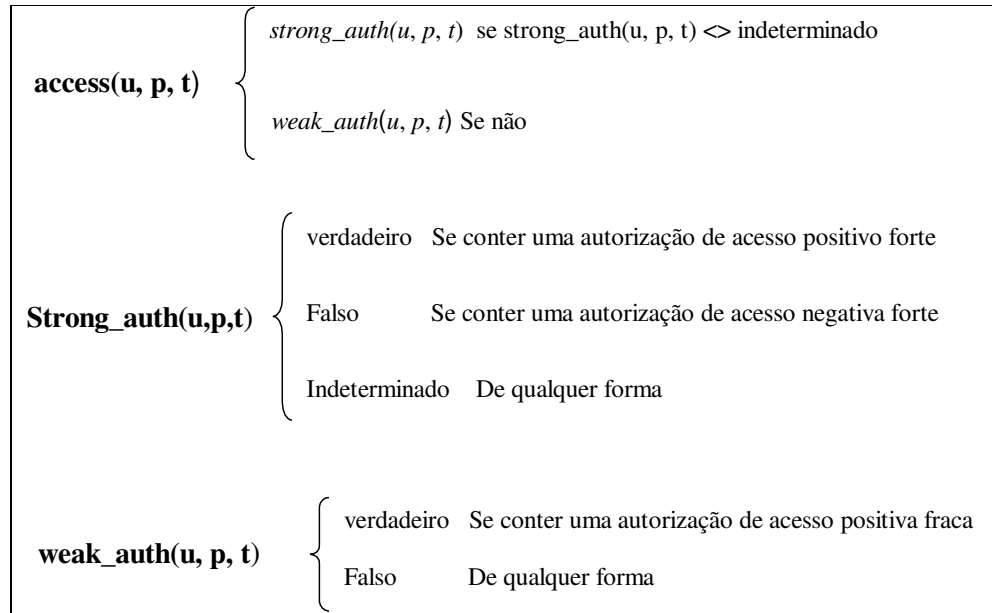 strong_auth(u, p, t) se strong_auth(u, p, t) <> indeterminado
access(u, p, t)
weak_auth(u, p, t) Se não
verdadeiro Se conter uma autorização de acesso positivo forte
Strong_auth(u,p,t)
Falso Se conter uma autorização de acesso negativa forte
Indeterminado De qualquer forma
verdadeiro Se conter uma autorização de acesso positiva fraca
weak_auth(u, p, t)
Falso De qualquer forma